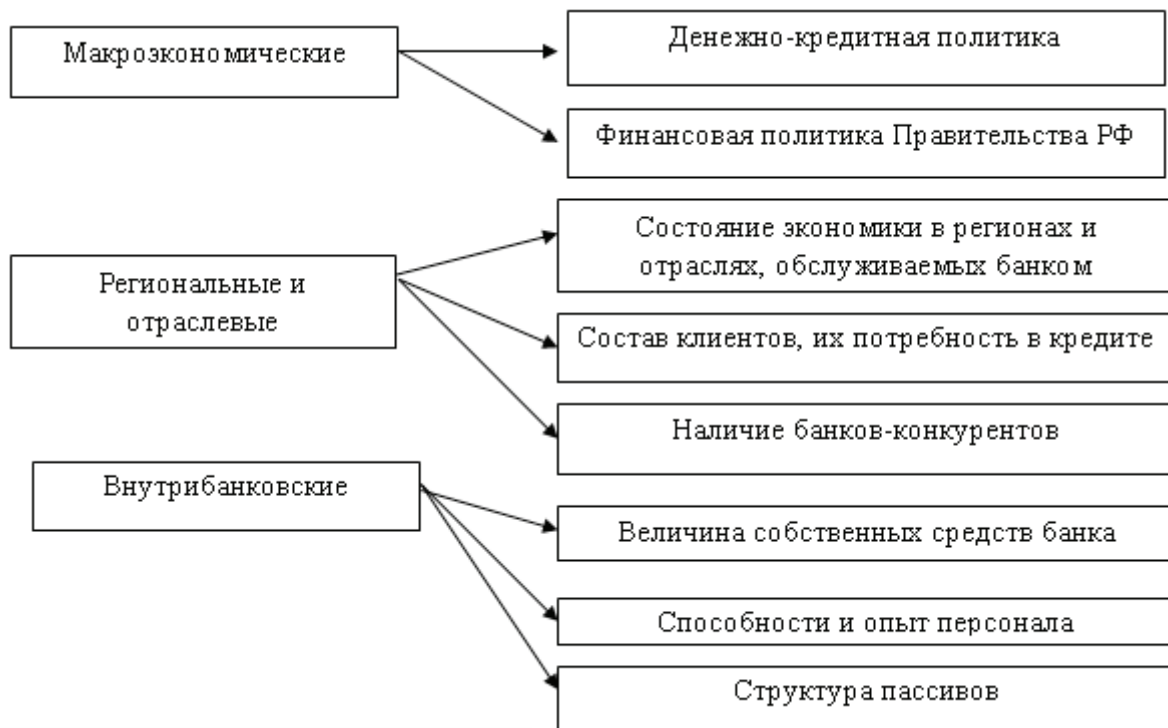 Макроэкономические
Денежно-кредитная политика
Финансовая политика Правительства РФ
Региональные и
отраслевые
Состояние экономики в регионах и
отраслях, обслуживаемых банком
Состав клиентов, их потребность в кредите
Наличие банков-конкурентов
Внутрибанковские
Величина собственных средств банка
Способности и опыт персонала
Структура пассивов